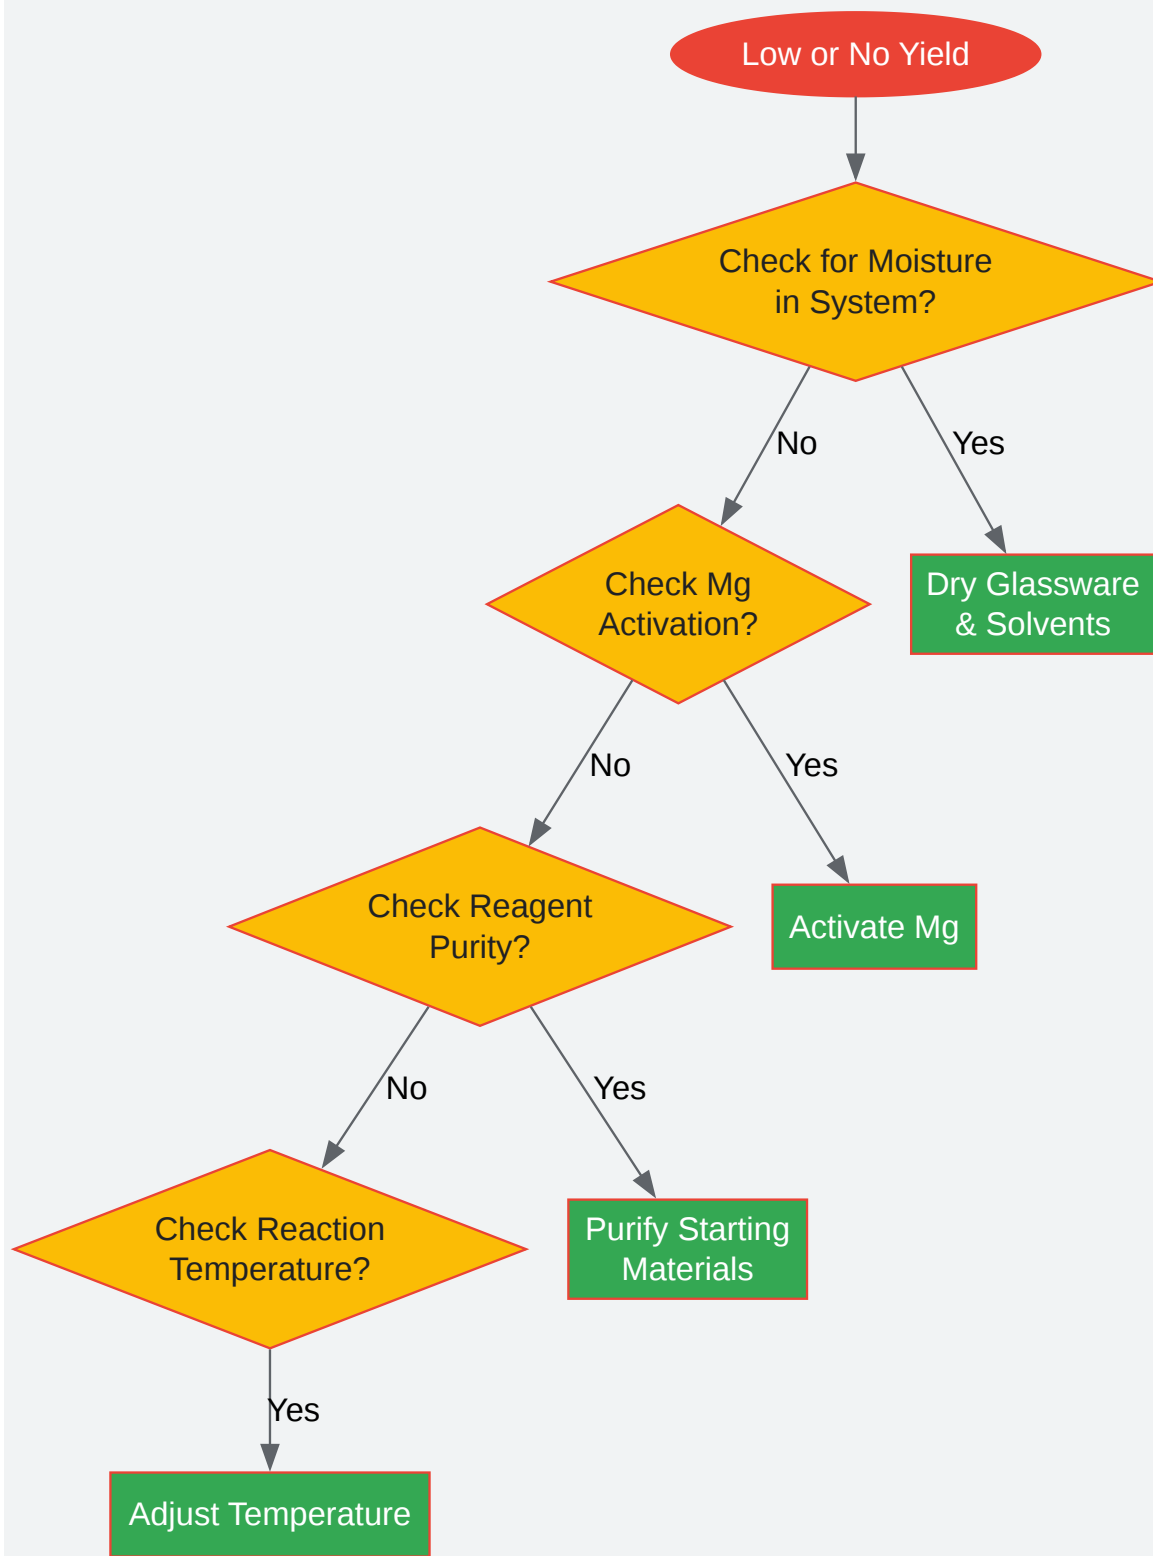 Low or No Yield
Check for Moisture
in System?
No
Yes
Check Mg
Activation?
Dry Glassware
& Solvents
No
Yes
Check Reagent
Purity?
Activate Mg
No
Yes
Check Reaction
Temperature?
Purify Starting
Materials
Yes
Adjust Temperature